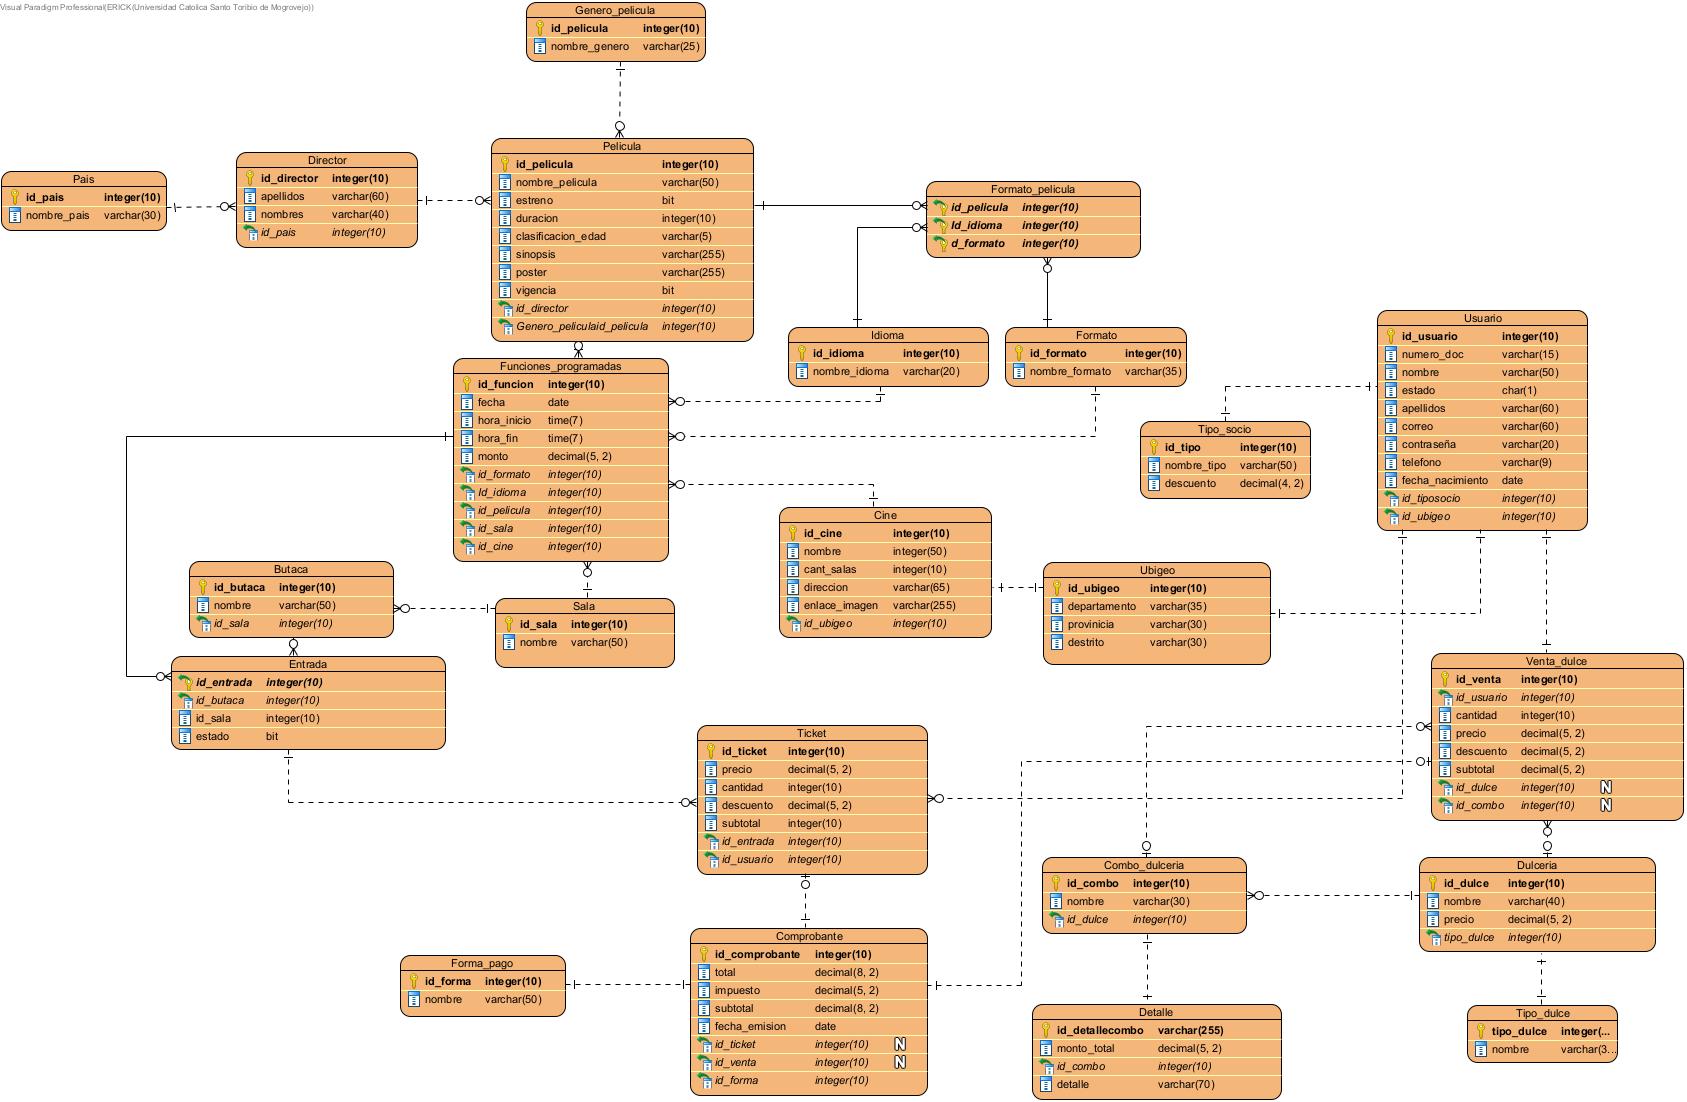 Visual Paradigm Professional(ERICK(Universidad Catolica Santo Toribio de Mogrovejo))
Genero_pelicula
id_pelicula integer(10)
nombre_genero varchar(25)
Pais
id_pais integer(10)
nombre_pais varchar(30)
Director
id_director integer(10)
apellidos varchar(60)
nombres varchar(40)
id_pais integer(10)
Pelicula
id_pelicula integer(10)
nombre_pelicula varchar(50)
estreno bit
duracion integer(10)
clasificacion_edad varchar(5)
sinopsis varchar(255)
poster varchar(255)
vigencia bit
id_director integer(10)
Genero_peliculaid_pelicula integer(10)
Formato_pelicula
id_pelicula integer(10)
Id_idioma integer(10)
d_formato integer(10)
Idioma
id_idioma integer(10)
nombre_idioma varchar(20)
Formato
id_formato integer(10)
nombre_formato varchar(35)
Usuario
id_usuario integer(10)
numero_doc varchar(15)
nombre varchar(50)
estado char(1)
apellidos varchar(60)
correo varchar(60)
contraseña varchar(20)
telefono varchar(9)
fecha_nacimiento date
id_tiposocio integer(10)
id_ubigeo integer(10)
Funciones_programadas
id_funcion integer(10)
fecha date
hora_inicio time(7)
hora_fin time(7)
monto decimal(5, 2)
id_formato integer(10)
Id_idioma integer(10)
id_pelicula integer(10)
id_sala integer(10)
id_cine integer(10)
Tipo_socio
id_tipo integer(10)
nombre_tipo varchar(50)
descuento decimal(4, 2)
Cine
id_cine integer(10)
nombre integer(50)
cant_salas integer(10)
direccion varchar(65)
enlace_imagen varchar(255)
id_ubigeo integer(10)
Ubigeo
id_ubigeo integer(10)
departamento varchar(35)
provinicia varchar(30)
destrito varchar(30)
Butaca
id_butaca integer(10)
nombre varchar(50)
id_sala integer(10)
Sala
id_sala integer(10)
nombre varchar(50)
Entrada
id_entrada integer(10)
id_butaca integer(10)
id_sala integer(10)
estado bit
Venta_dulce
id_venta integer(10)
id_usuario integer(10)
cantidad integer(10)
precio decimal(5, 2)
descuento decimal(5, 2)
subtotal decimal(5, 2)
id_dulce integer(10) N
id_combo integer(10) N
Ticket
id_ticket integer(10)
precio decimal(5, 2)
cantidad integer(10)
descuento decimal(5, 2)
subtotal integer(10)
id_entrada integer(10)
id_usuario integer(10)
Combo_dulceria
id_combo integer(10)
nombre varchar(30)
id_dulce integer(10)
Dulceria
id_dulce integer(10)
nombre varchar(40)
precio decimal(5, 2)
tipo_dulce integer(10)
Forma_pago
id_forma integer(10)
nombre varchar(50)
Comprobante
id_comprobante integer(10)
total decimal(8, 2)
impuesto decimal(5, 2)
subtotal decimal(8, 2)
fecha_emision date
id_ticket integer(10) N
id_venta integer(10) N
id_forma integer(10)
Detalle
id_detallecombo varchar(255)
monto_total decimal(5, 2)
id_combo integer(10)
detalle varchar(70)
Tipo_dulce
tipo_dulce integer(...
nombre varchar(3...